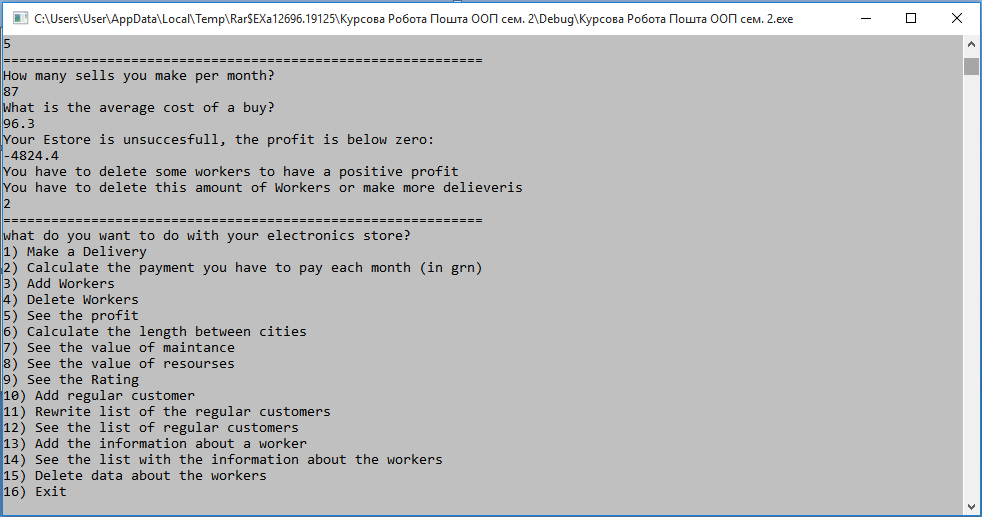 C:\Users\User\AppData\Local\Temp\Rar$EXa12696.19125\Курсова Робота Пошта ООП сем. 2\Debug\Курсова Робота Пошта ООП сем. 2.exe
5
============================================================
How many sells you make per month?
87
What is the average cost of a buy?
96.3
Your Estore is unsuccesfull, the profit is below zero:
-4824.4
You have to delete some workers to have a positive profit
You have to delete this amount of Workers or make more delieveris
2
============================================================
what do you want to do with your electronics store?
1) Make a Delivery
2) Calculate the payment you have to pay each month (in grn)
3) Add Workers
4) Delete Workers
5) See the profit
6) Calculate the length between cities
7) See the value of maintance
8) See the value of resourses
9) See the Rating
10) Add regular customer
11) Rewrite list of the regular customers
12) See the list of regular customers
13) Add the information about a worker
14) See the list with the information about the workers
15) Delete data about the workers
16) Exit